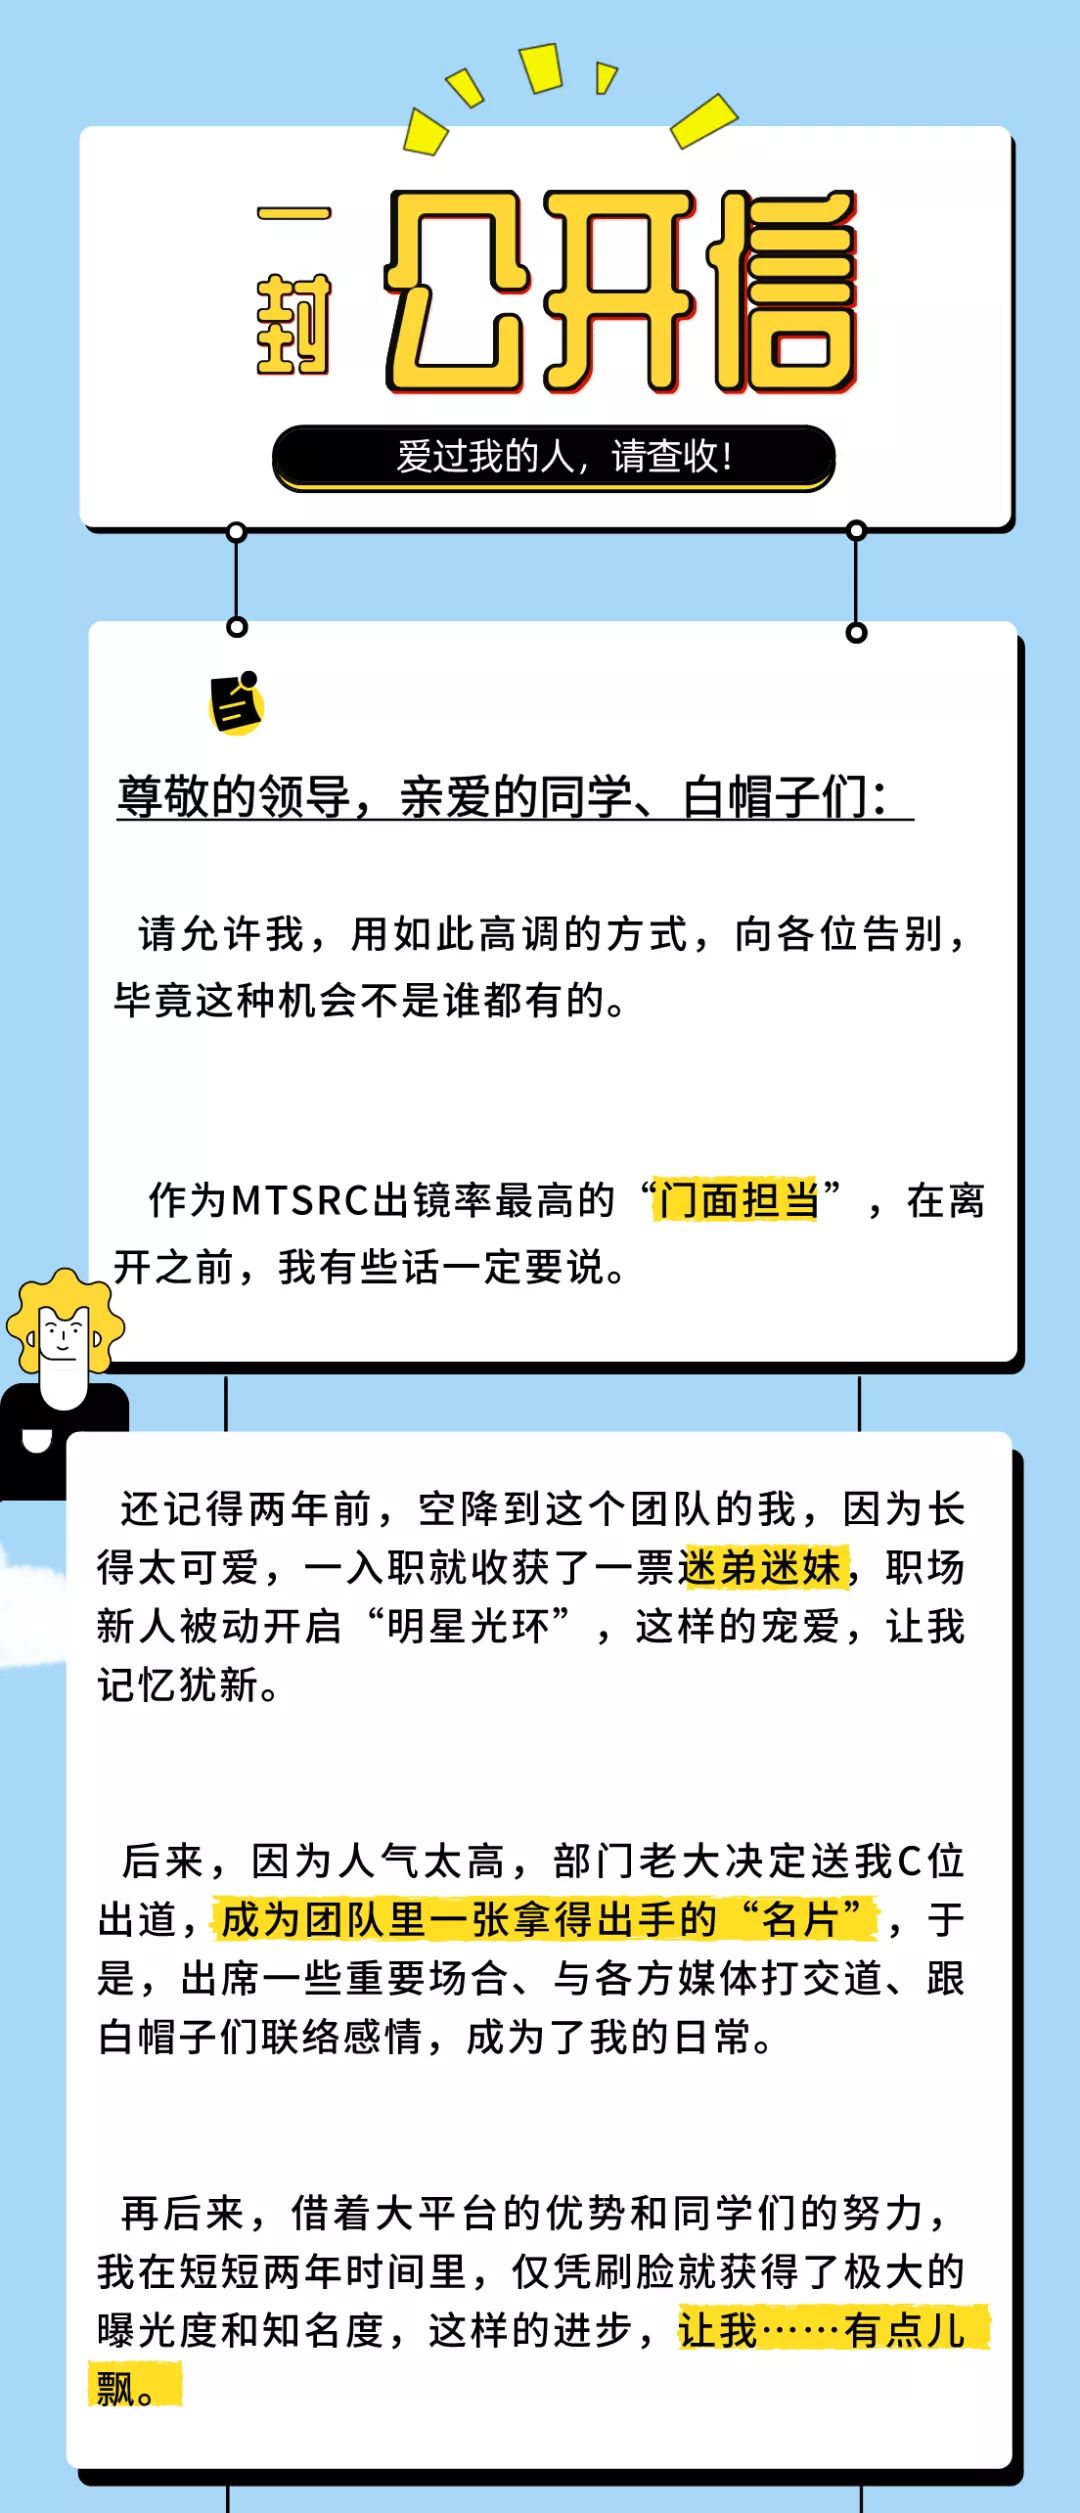 一封公开信
爱过我的人，请查收！
尊敬的领导，亲爱的同学、白帽子们：
请允许我，用如此高调的方式，向各位告别，
毕竟这种机会不是谁都有的。
作为MTSRC出镜率最高的“门面担当”，在离
开之前，我有些话一定要说。
还记得两年前，空降到这个团队的我，因为长
得太可爱，一入职就收获了一票迷弟迷妹，职场
新人被动开启“明星光环”，这样的宠爱，让我
记忆犹新。
后来，因为人气太高，部门老大决定送我C位
出道，成为团队里一张拿得出手的“名片”，于
是，出席一些重要场合、与各方媒体打交道、跟
白帽子们联络感情，成为了我的日常。
再后来，借着大平台的优势和同学们的努力，
我在短短两年时间里，仅凭刷脸就获得了极大的
曝光度和知名度，这样的进步，让我……有点儿
飘。